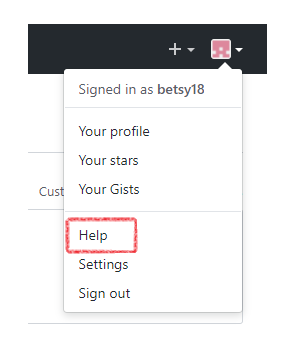 Signed in as betsy18
Your profile
Your stars
Your Gists
Cust
Help
Settings
Sign out